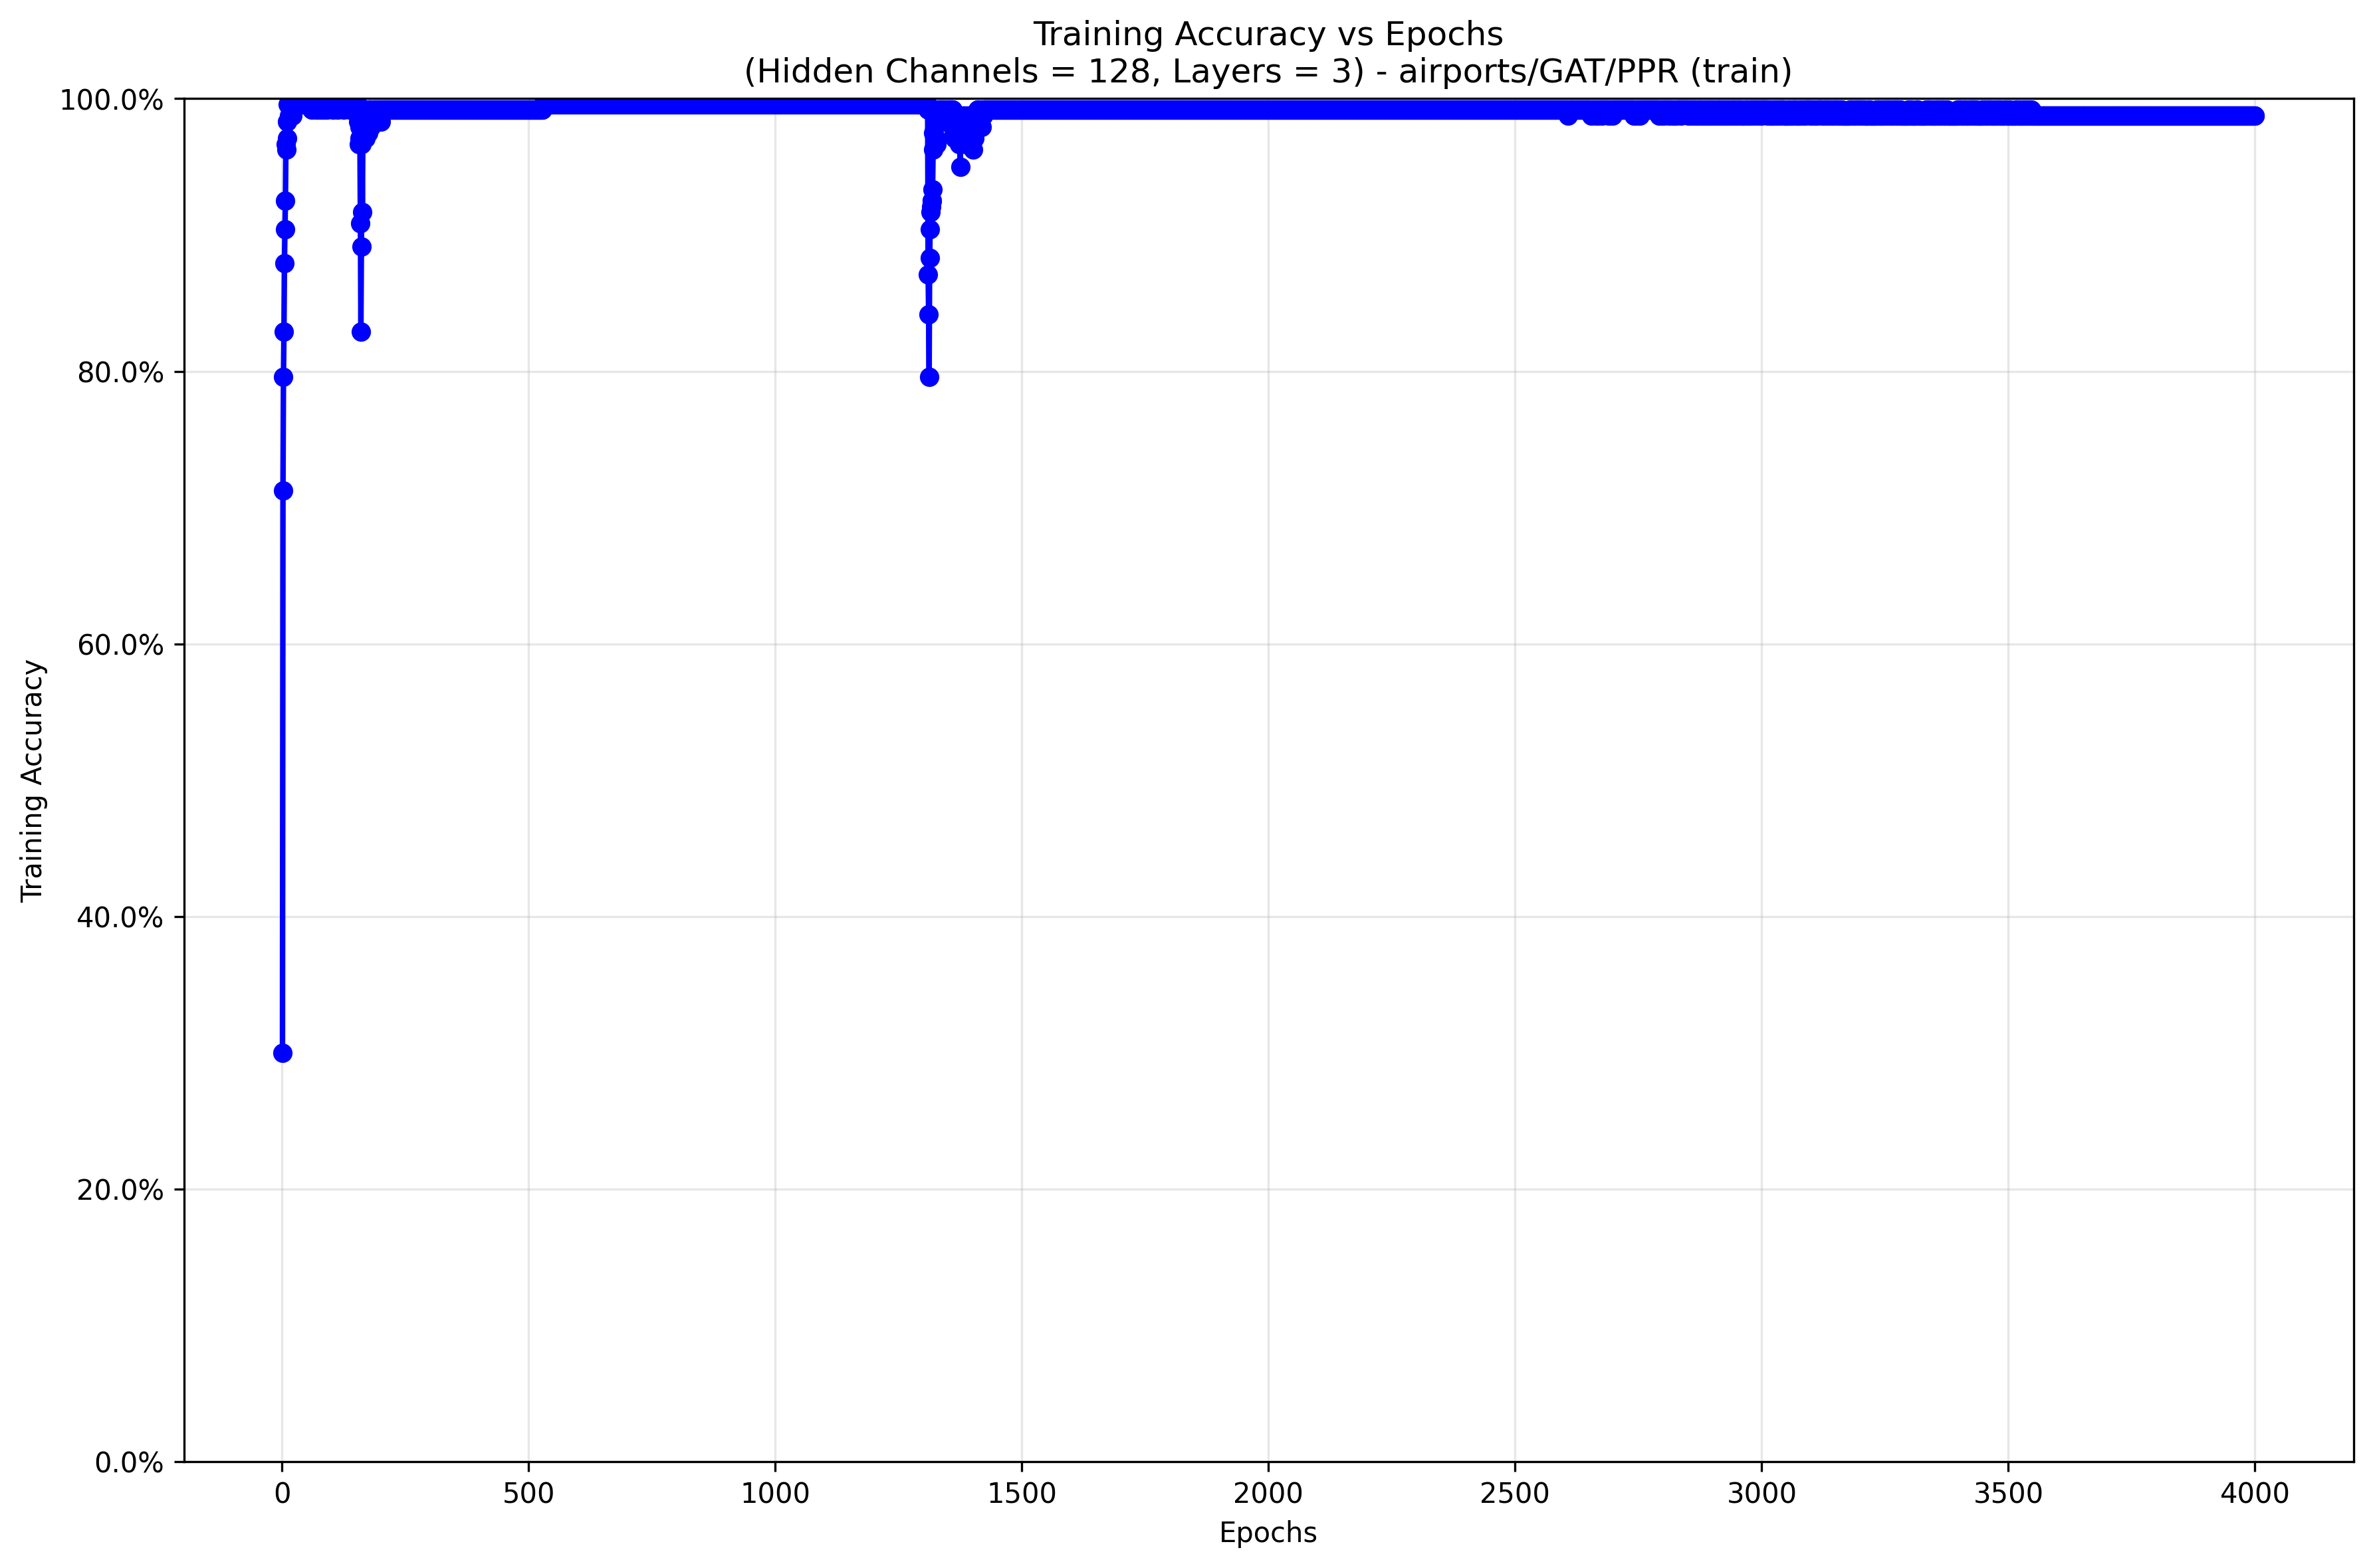 Training Accuracy vs Epochs
(Hidden Channels = 128, Layers = 3) - airports/GAT/PPR (train)
100.0%
80.0%
60.0%
40.0%
20.0%
0.0%
Training Accuracy
0 500 1000 1500 2000 2500 3000 3500 4000
Epochs